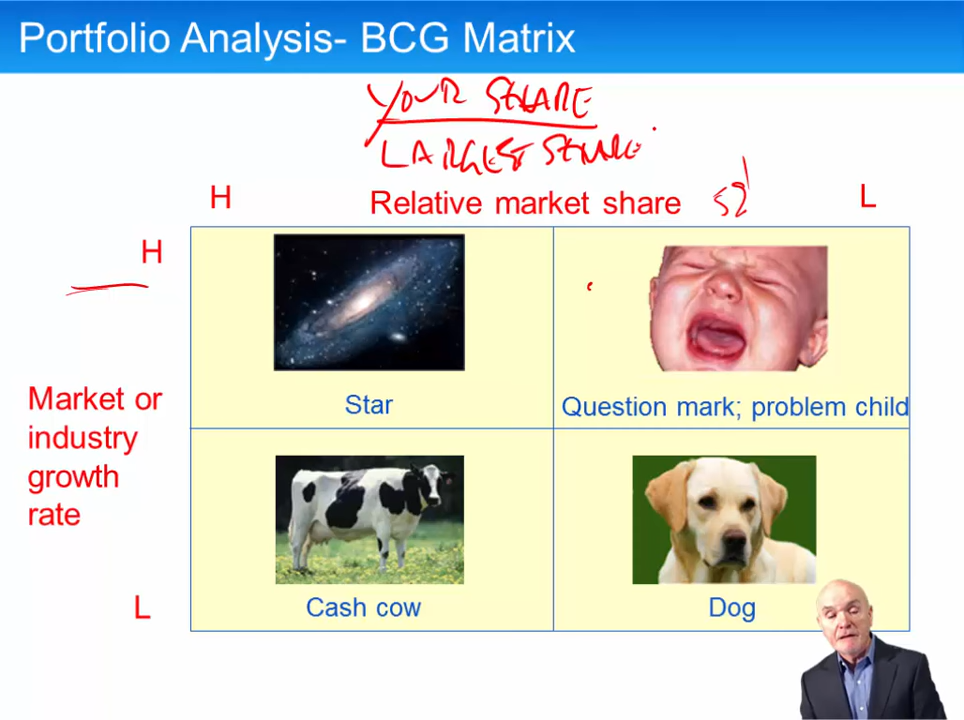 Portfolio Analysis- BCG Matrix
YOUR SHARE
LARGEST SHARE
H
Relative market share
L
H
Market or
industry
growth
rate
Star
Question mark; problem child
L
Cash cow
Dog